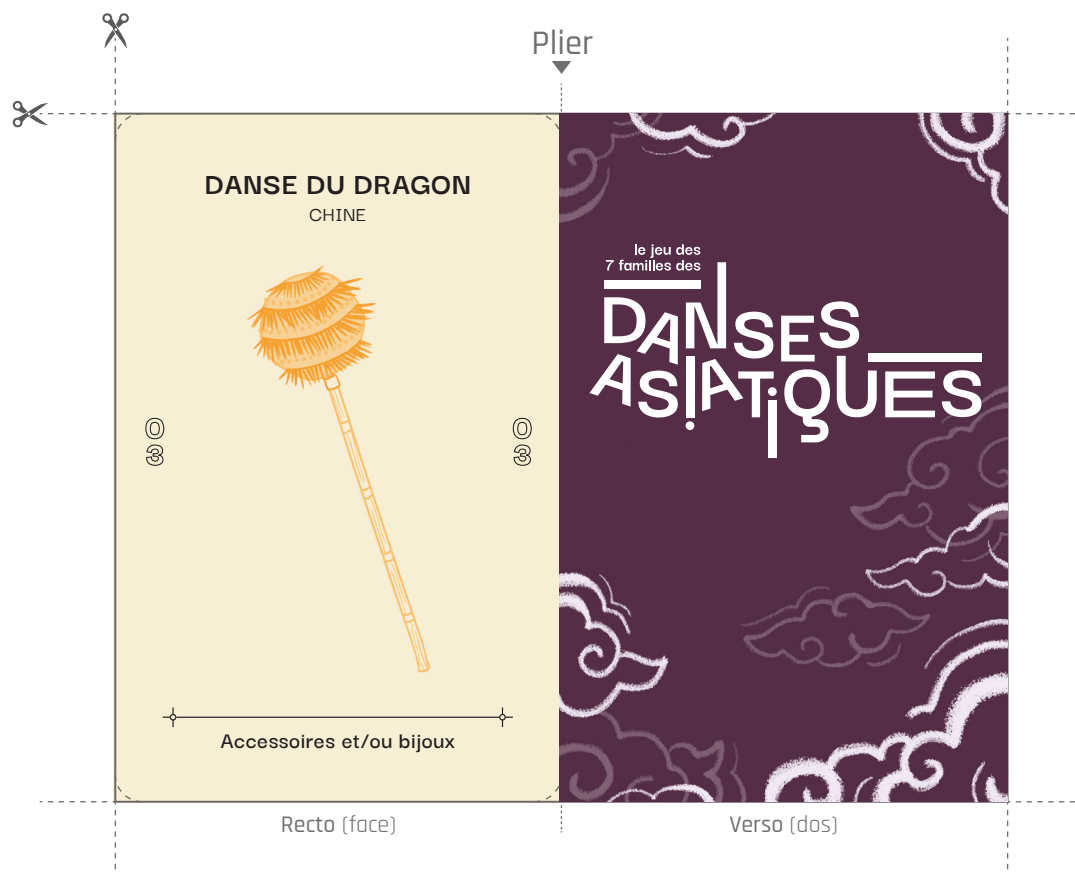 Plier
DANSE DU DRAGON
CHINE
03
03
Accessoires et/ou bijoux
le jeu des
7 familles des
DANSES
ASIATIQUES
Recto (face)
Verso (dos)